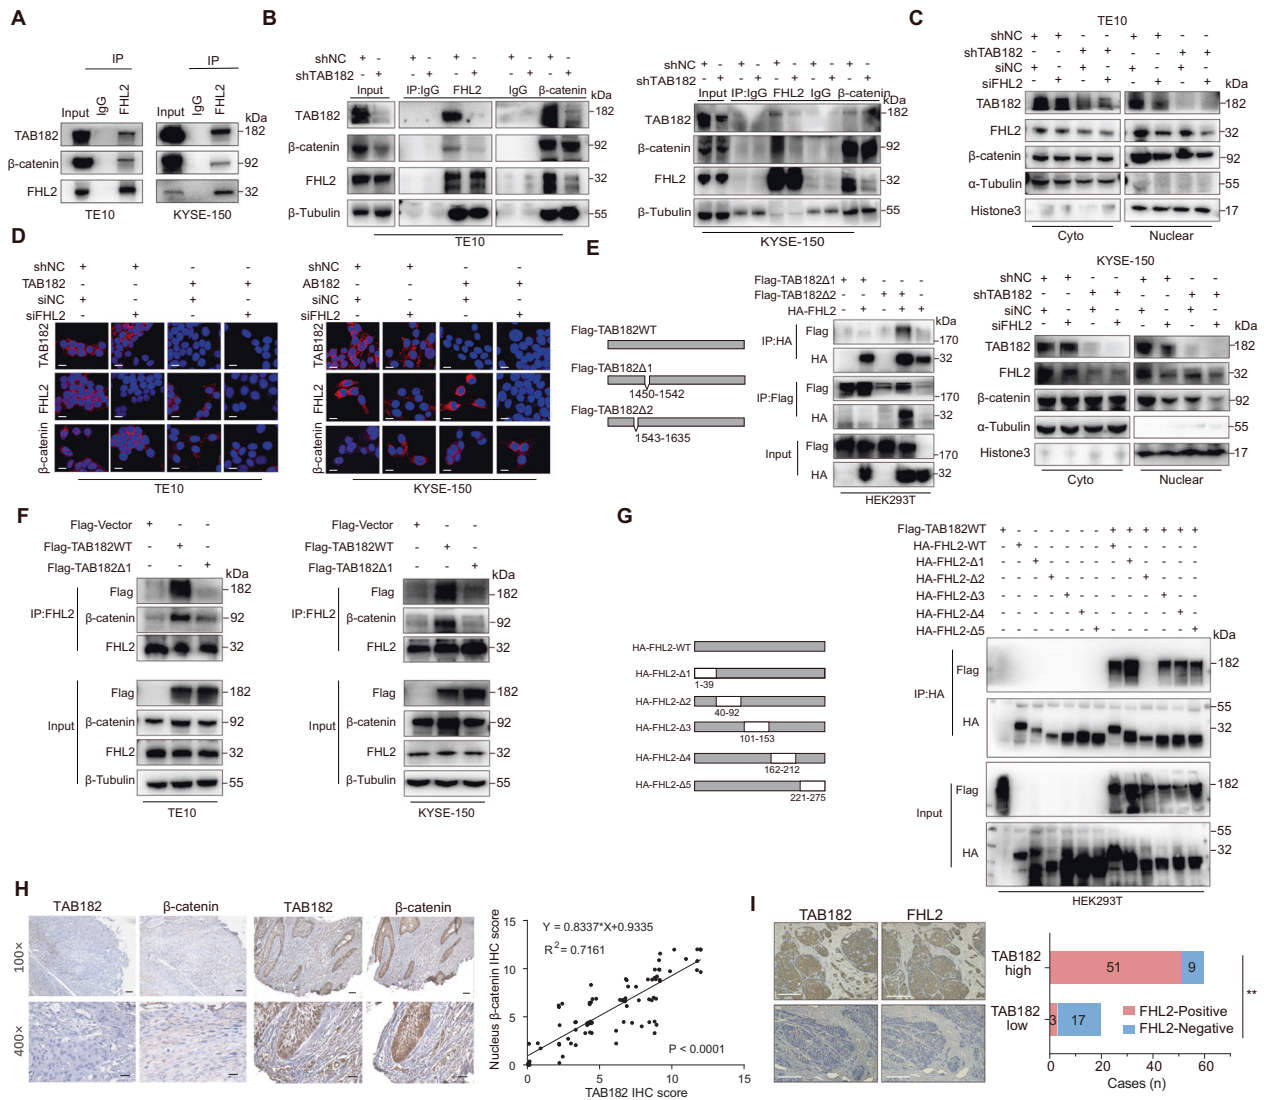 A
IP
Input
IgG
FHL2
TAB182
β-catenin
FHL2
TE10
IP
Input
IgG
FHL2
kDa
182
92
32
KYSE-150
B
shNC + - + - + - + - + -
shTAB182 - + - + - + - + - +
Input IP:IgG FHL2 IgG β-catenin
kDa
TAB182 182
β-catenin 92
FHL2 32
β-Tubulin 55
TE10
shNC + - + - + - + - + -
shTAB182 - + - + - + - + - +
Input IP:IgG FHL2 IgG β-catenin
kDa
TAB182 182
β-catenin 92
FHL2 32
β-Tubulin 55
KYSE-150
C
TE10
shNC + + - - + + - -
shTAB182 - - + + - - + +
siNC + - + - + - + -
siFHL2 - + - + - + - +
kDa
TAB182 182
FHL2 32
β-catenin 92
α-Tubulin 55
Histone3 17
Cyto Nuclear
KYSE-150
shNC + + - - + + - -
shTAB182 - - + + - - + +
siNC + - + - + - + -
siFHL2 - + - + - + - +
kDa
TAB182 182
FHL2 32
β-catenin 92
α-Tubulin 55
Histone3 17
Cyto Nuclear
D
shNC + + - -
TAB182 - - + +
siNC + - + -
siFHL2 - + - +
TAB182
FHL2
β-catenin
TE10
shNC + + - -
AB182 - - + +
siNC + - + -
siFHL2 - + - +
TAB182
FHL2
β-catenin
KYSE-150
E
Flag-TAB182WT
Flag-TAB182Δ1
1450-1542
Flag-TAB182Δ2
1543-1635
Flag-TAB182Δ1 + + - - -
Flag-TAB182Δ2 - - + + -
HA-FHL2 - + - + +
kDa
IP:HA
Flag 170
HA 32
IP:Flag
Flag 170
HA 32
Input
Flag 170
HA 32
HEK293T
F
Flag-Vector + - -
Flag-TAB182WT - + -
Flag-TAB182Δ1 - - +
kDa
IP:FHL2
Flag 182
β-catenin 92
FHL2 32
Input
Flag 182
β-catenin 92
FHL2 32
β-Tubulin 55
TE10
Flag-Vector + - -
Flag-TAB182WT - + -
Flag-TAB182Δ1 - - +
kDa
IP:FHL2
Flag 182
β-catenin 92
FHL2 32
Input
Flag 182
β-catenin 92
FHL2 32
β-Tubulin 55
KYSE-150
G
HA-FHL2-WT
HA-FHL2-Δ1
1-39
HA-FHL2-Δ2
40-92
HA-FHL2-Δ3
101-153
HA-FHL2-Δ4
162-212
HA-FHL2-Δ5
221-275
Flag-TAB182WT + - - - - - - + + + + + +
HA-FHL2-WT - + - - - - - + - - - - -
HA-FHL2-Δ1 - - + - - - - - + - - - -
HA-FHL2-Δ2 - - - + - - - - - + - - -
HA-FHL2-Δ3 - - - - + - - - - - + - -
HA-FHL2-Δ4 - - - - - + - - - - - + -
HA-FHL2-Δ5 - - - - - - + - - - - - +
kDa
IP:HA
Flag 182
HA 55
32
Input
Flag 182
HA 55
32
HEK293T
H
TAB182 β-catenin TAB182 β-catenin
100×
400×
Nucleus β-catenin IHC score
15
10
5
0
Y = 0.8337*X+0.9335
R2 = 0.7161
P < 0.0001
0 5 10 15
TAB182 IHC score
I
TAB182 FHL2
TAB182 high
51 9
**
TAB182 low
3 17
FHL2-Positive
FHL2-Negative
0 20 40 60
Cases (n)